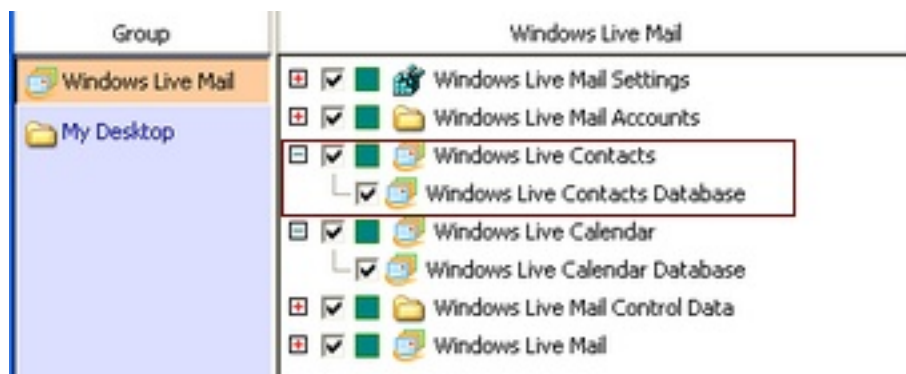 Group
Windows Live Mail
Windows Live Mail
My Desktop
Windows Live Mail Settings
Windows Live Mail Accounts
Windows Live Contacts
Windows Live Contacts Database
Windows Live Calendar
Windows Live Calendar Database
Windows Live Mail Control Data
Windows Live Mail